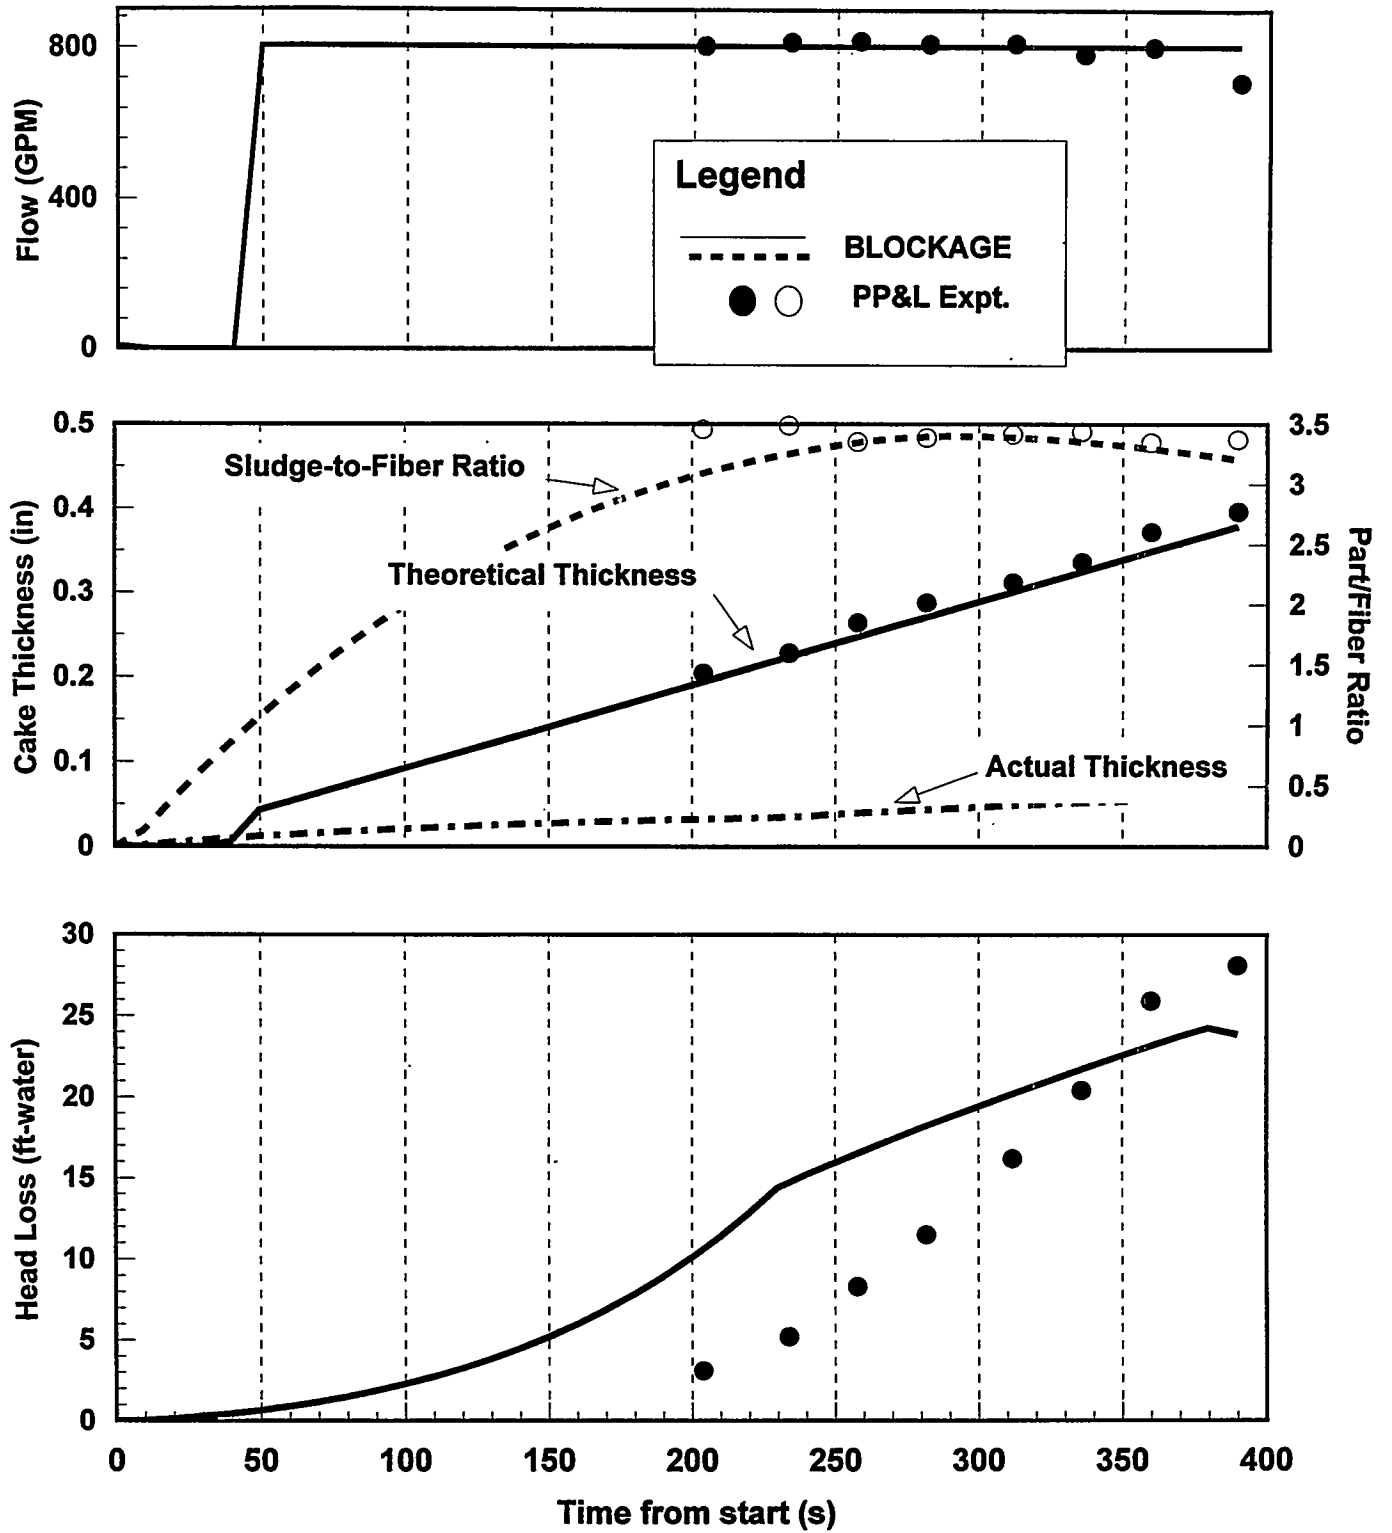 800
400
0
Flow (GPM)
Legend
BLOCKAGE
PP&L Expt.
0.5
0.4
0.3
0.2
0.1
0
Cake Thickness (in)
Sludge-to-Fiber Ratio
Theoretical Thickness
Actual Thickness
3.5
3
2.5
2
1.5
1
0.5
0
Part/Fiber Ratio
30
25
20
15
10
5
0
Head Loss (ft-water)
0 50 100 150 200 250 300 350 400
Time from start (s)